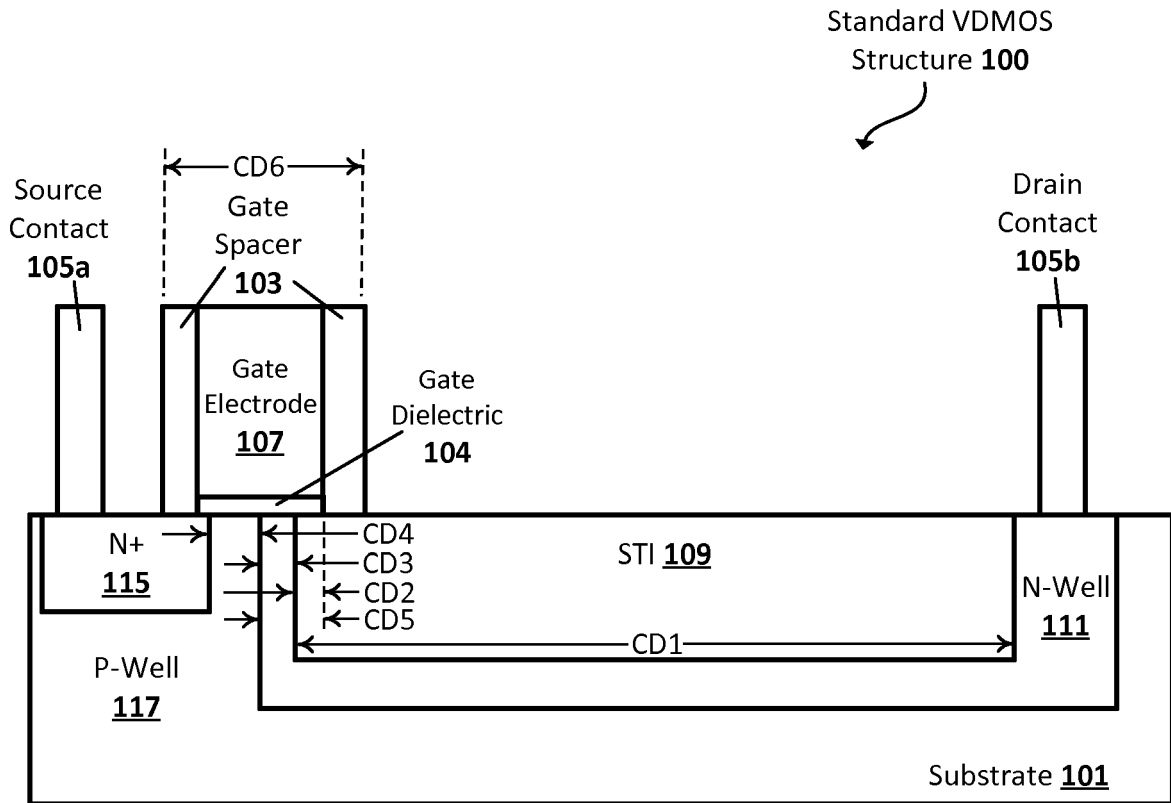 Standard VDMOS
Structure 100
CD6
Source
Contact
105a
Gate
Spacer
103
Drain
Contact
105b
Gate
Electrode
107
Gate
Dielectric
104
N+
115
CD4
CD3
CD2
CD5
CD1
STI 109
N-Well
111
P-Well
117
Substrate 101